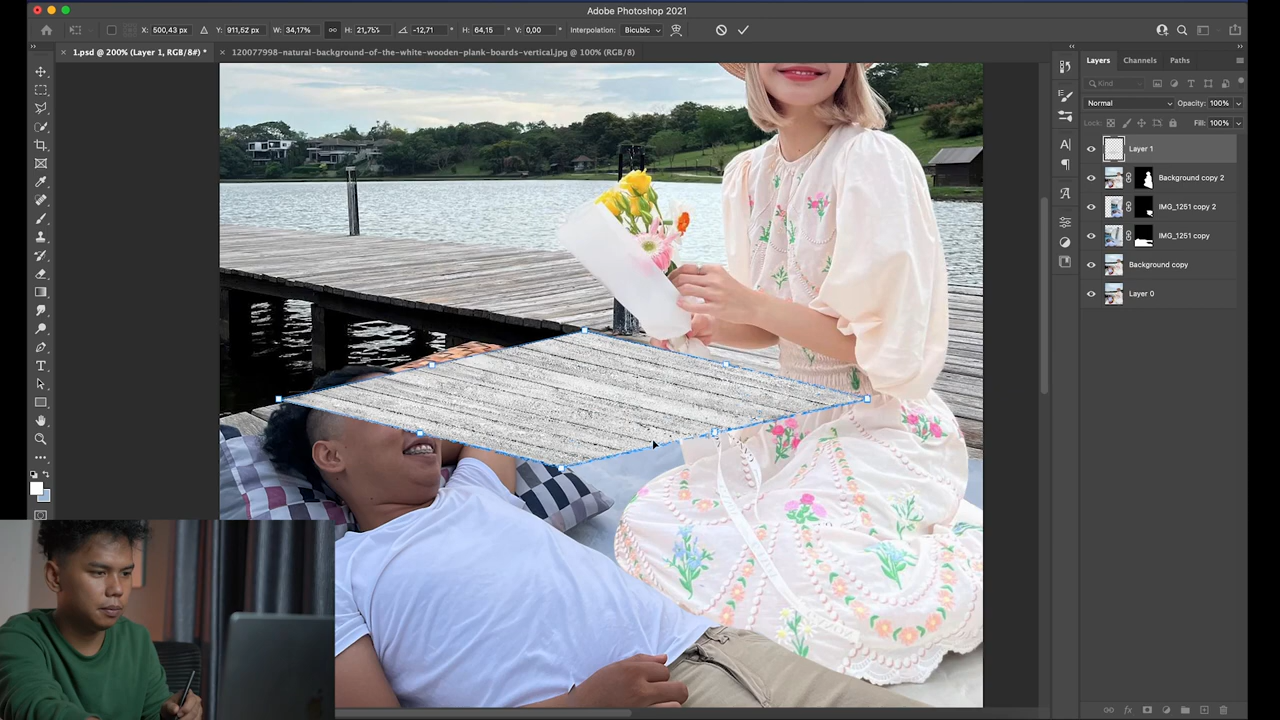 Adobe Photoshop 2021
X: 500,43 px Y: 911,52 px W: 34,17% H: 21,75% -12,71 ° H: 64,15 ° V: 0,00 ° Interpolation: Bicubic
1.psd @ 200% (Layer 1, RGB/8#) *
120077998-natural-background-of-the-white-wooden-plank-boards-vertical.jpg @ 100% (RGB/8)
Layers Channels Paths
Kind
Normal Opacity: 100%
Lock: Fill: 100%
Layer 1
Background copy 2
IMG_1251 copy 2
IMG_1251 copy
Background copy
Layer 0